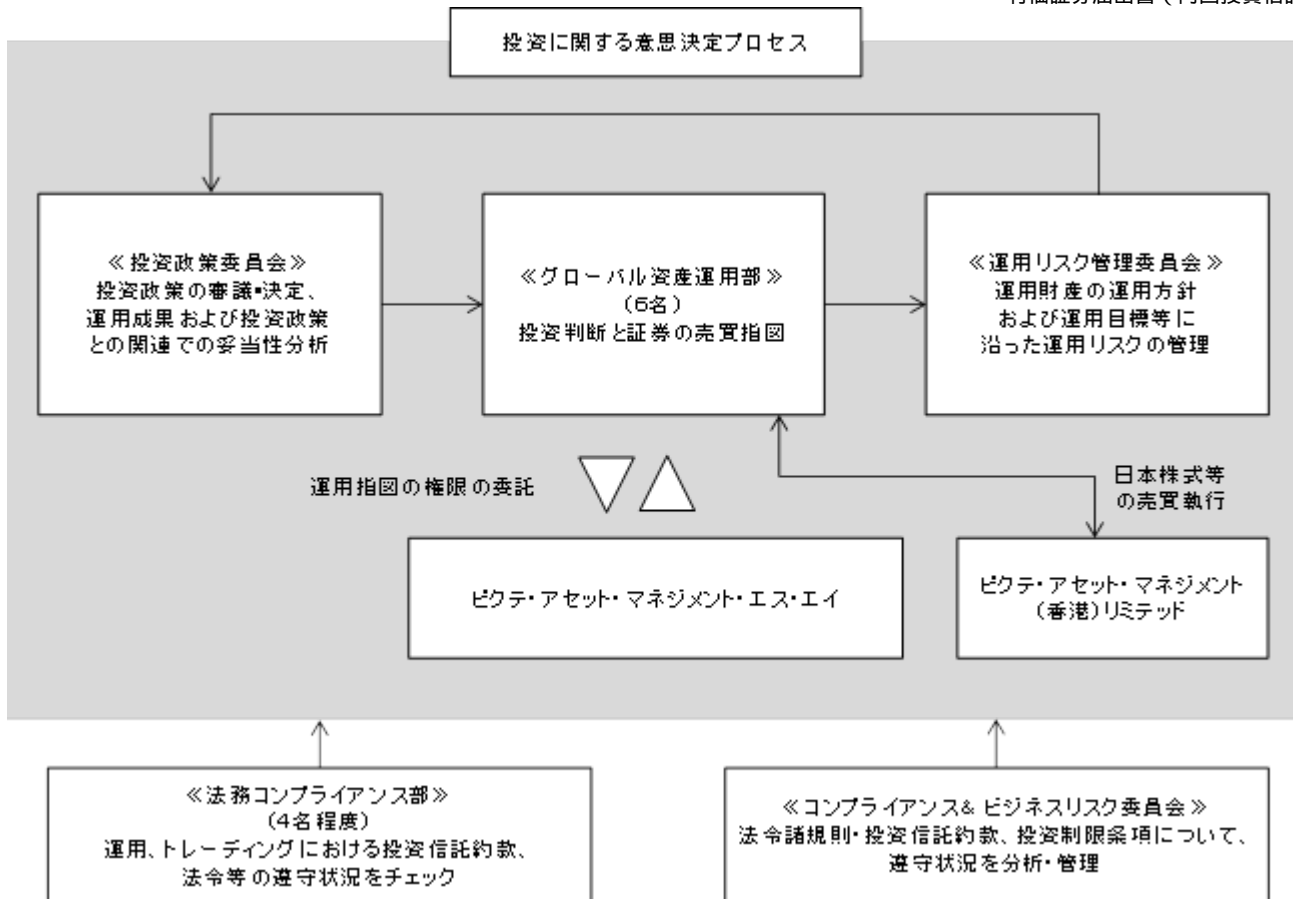 投資に関する意思決定プロセス
≪投資政策委員会≫
投資政策の審議・決定、
運用成果および投資政策
との関連での妥当性分析
≪グローバル資産運用部≫
(6名)
投資判断と証券の売買指図
≪運用リスク管理委員会≫
運用財産の運用方針
および運用目標等に
沿った運用リスクの管理
運用指図の権限の委託
日本株式等
の売買執行
ピクテ・アセット・マネジメント・エス・エイ
ピクテ・アセット・マネジメント
(香港)リミテッド
≪法務コンプライアンス部≫
(4名程度)
運用、トレーディングにおける投資信託約款、
法令等の遵守状況をチェック
≪コンプライアンス& ビジネスリスク委員会≫
法令諸規則・投資信託約款、投資制限条項について、
遵守状況を分析・管理